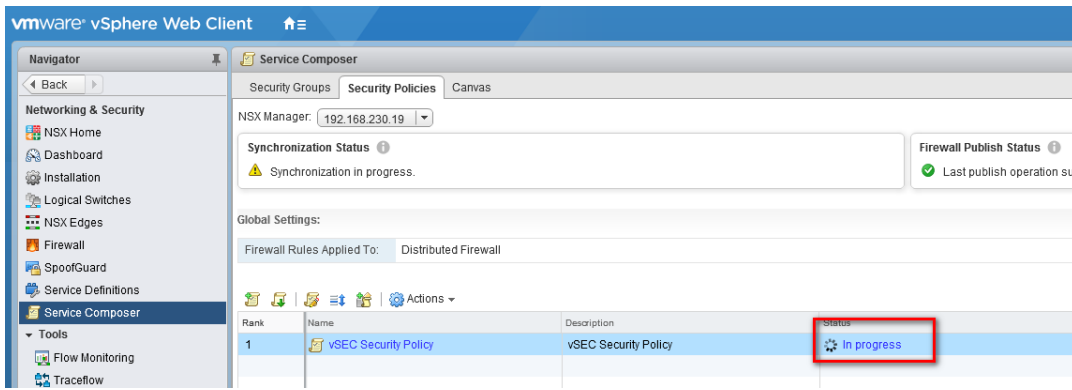 vmware® vSphere Web Client
Navigator
Back
Networking & Security
NSX Home
Dashboard
Installation
Logical Switches
NSX Edges
Firewall
SpoofGuard
Service Definitions
Service Composer
Tools
Flow Monitoring
Traceflow
Service Composer
Security Groups Security Policies Canvas
NSX Manager: 192.168.230.19
Synchronization Status
Synchronization in progress.
Firewall Publish Status
Last publish operation su
Global Settings:
Firewall Rules Applied To: Distributed Firewall
Actions
Rank Name Description Status
1 vSEC Security Policy vSEC Security Policy In progress